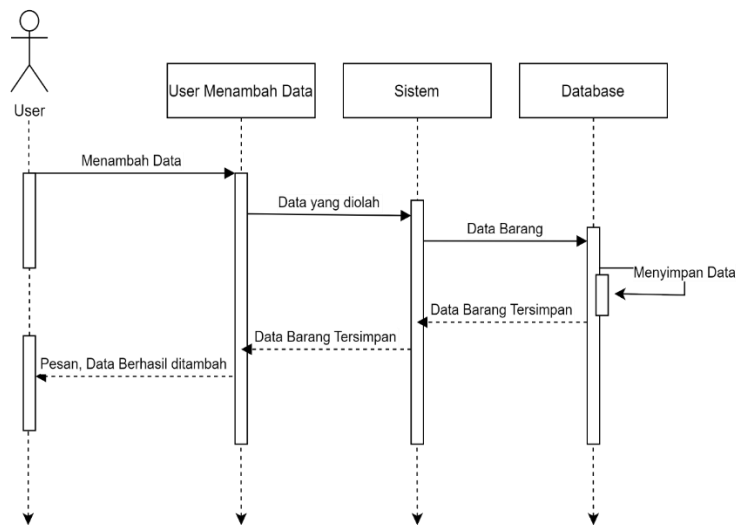 User
User Menambah Data
Sistem
Database
Menambah Data
Data yang diolah
Data Barang
Menyimpan Data
Data Barang Tersimpan
Data Barang Tersimpan
Pesan, Data Berhasil ditambah